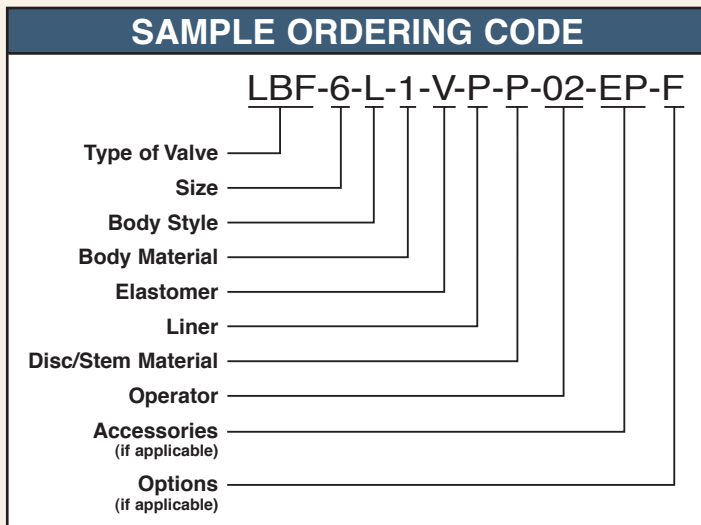 SAMPLE ORDERING CODE
LBF-6-L-1-V-P-P-02-EP-F
Type of Valve
Size
Body Style
Body Material
Elastomer
Liner
Disc/Stem Material
Operator
Accessories
(if applicable)
Options
(if applicable)